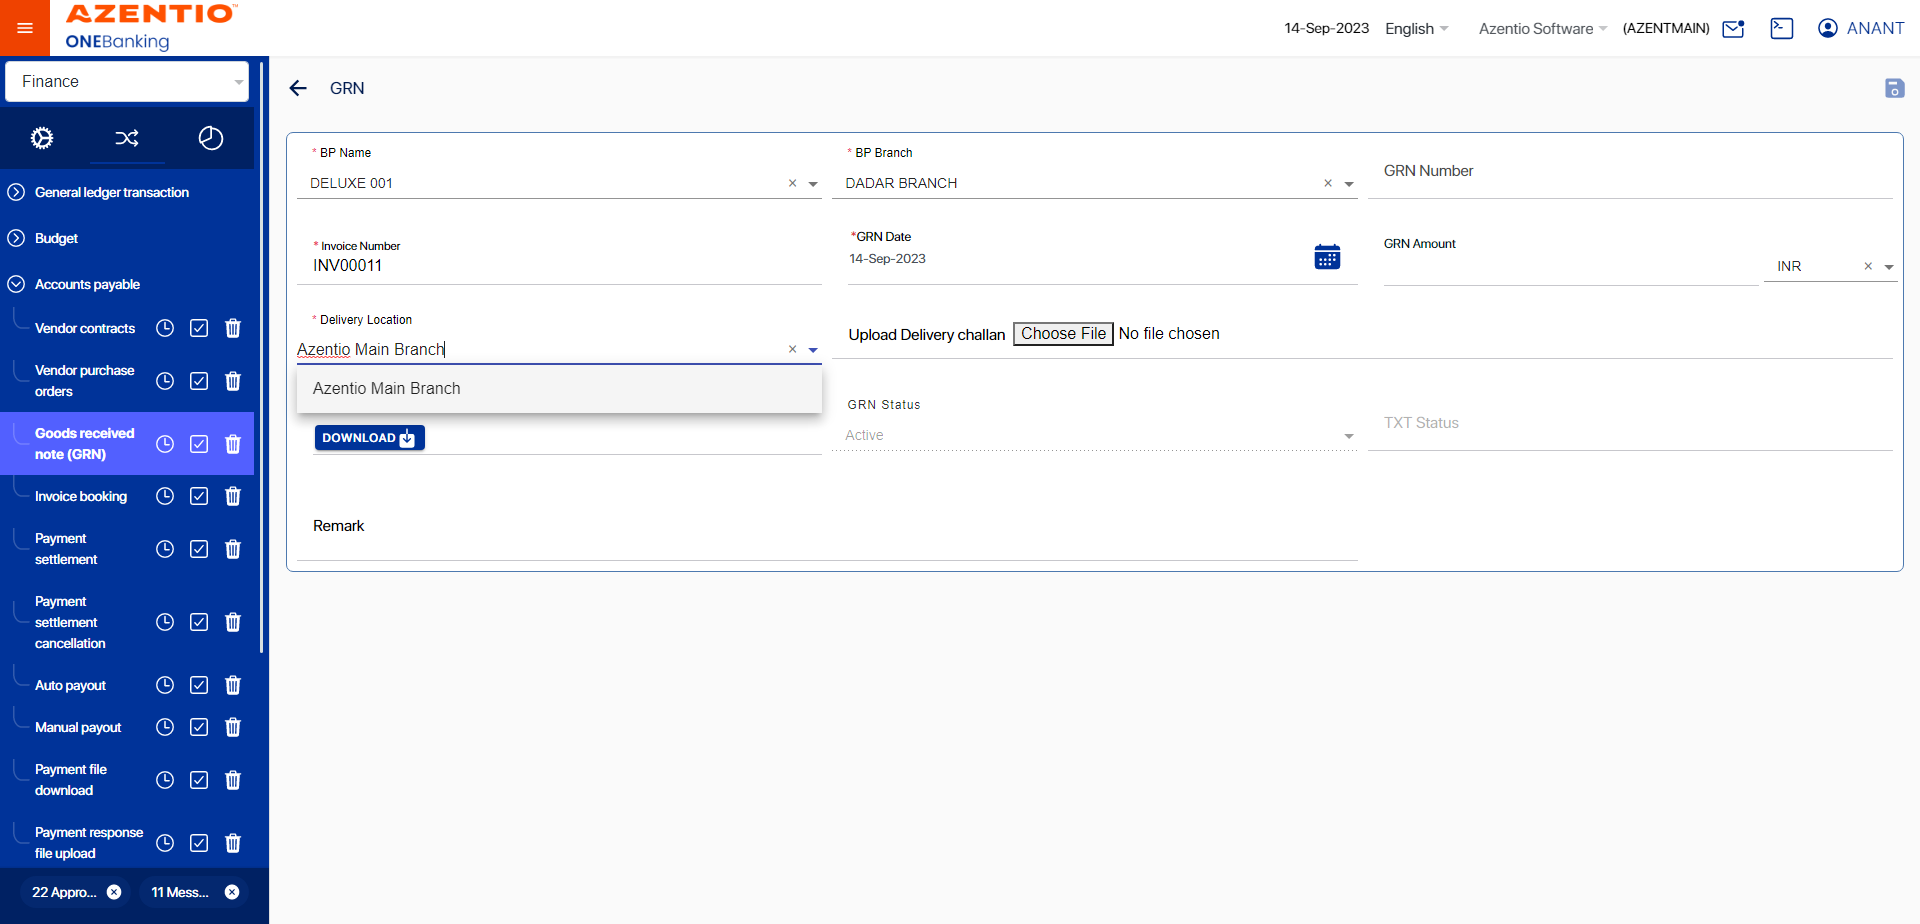 AZENTIO™
ONEBanking
14-Sep-2023 English Azentio Software (AZENTMAIN) ANANT
Finance
GRN
General ledger transaction
Budget
Accounts payable
Vendor contracts
Vendor purchase
orders
Goods received
note (GRN)
Invoice booking
Payment
settlement
Payment
settlement
cancellation
Auto payout
Manual payout
Payment file
download
Payment response
file upload
22 Appro...
11 Mess...
* BP Name
DELUXE 001
* BP Branch
DADAR BRANCH
GRN Number
* Invoice Number
INV00011
*GRN Date
14-Sep-2023
GRN Amount
INR
* Delivery Location
Azentio Main Branch
Azentio Main Branch
Upload Delivery challan Choose File No file chosen
DOWNLOAD
GRN Status
Active
TXT Status
Remark